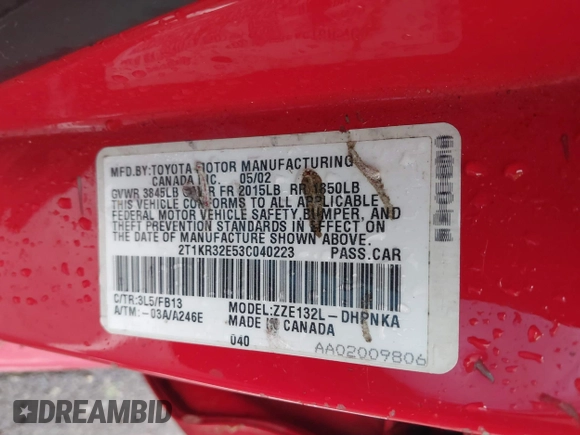 MFD.BY:TOYOTA MOTOR MANUFACTURING
CANADA INC. 05/02
GVWR 3845LB FR 2015LB RR 1850LB
THIS VEHICLE CONFORMS TO ALL APPLICABLE
FEDERAL MOTOR VEHICLE SAFETY,BUMPER, AND
THEFT PREVENTION STANDARDS IN EFFECT ON
THE DATE OF MANUFACTURE SHOWN ABOVE.
2T1KR32E53C040223 PASS.CAR
C/TR:3L5/FB13 MODEL:ZZE132L-DHPNKA
A/TM:-03A/A246E MADE IN CANADA
040
AA02009806
DREAMBID